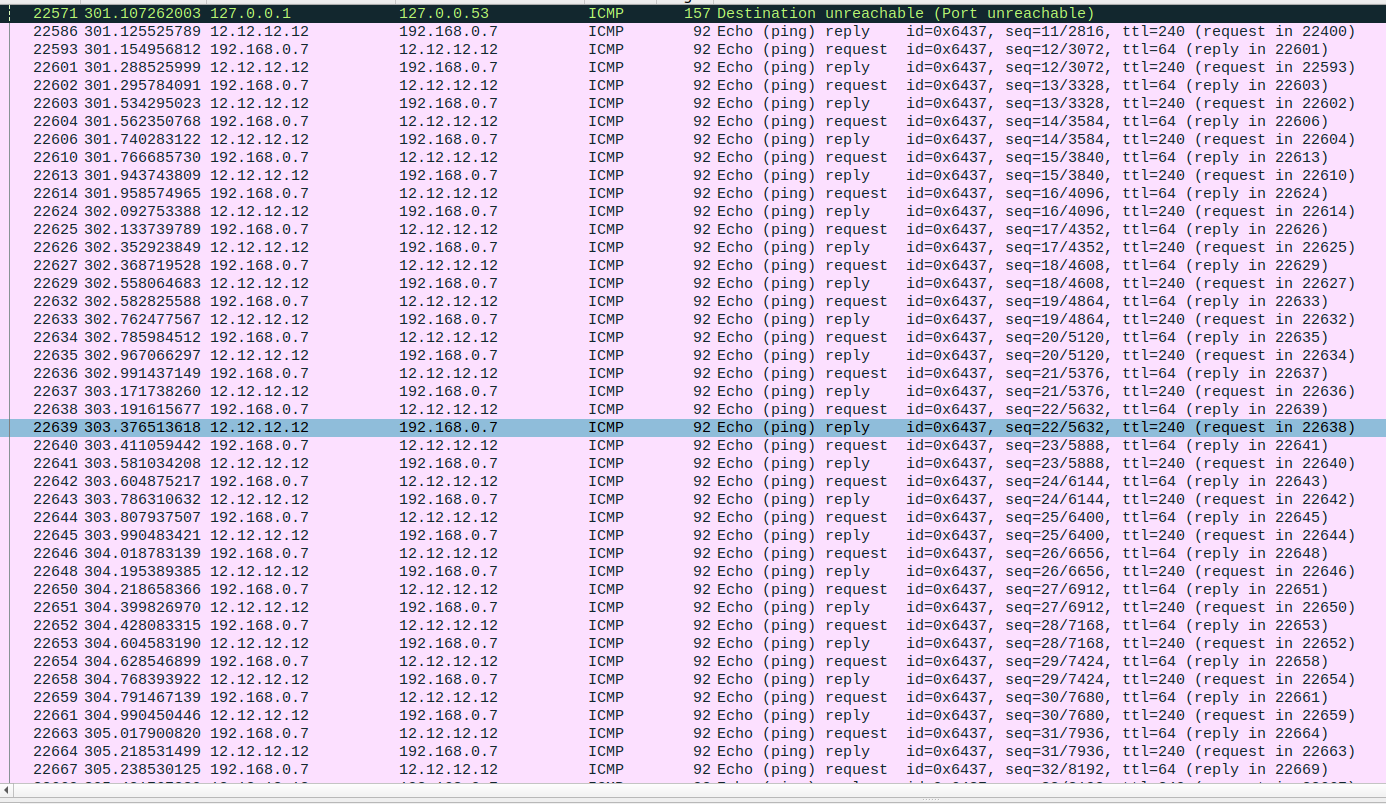 22571 301.107262003 127.0.0.1 127.0.0.53 ICMP 157 Destination unreachable (Port unreachable)
22586 301.125525789 12.12.12.12 192.168.0.7 ICMP 92 Echo (ping) reply id=0x6437, seq=11/2816, ttl=240 (request in 22400)
22593 301.154956812 192.168.0.7 12.12.12.12 ICMP 92 Echo (ping) request id=0x6437, seq=12/3072, ttl=64 (reply in 22601)
22601 301.288525999 12.12.12.12 192.168.0.7 ICMP 92 Echo (ping) reply id=0x6437, seq=12/3072, ttl=240 (request in 22593)
22602 301.295784091 192.168.0.7 12.12.12.12 ICMP 92 Echo (ping) request id=0x6437, seq=13/3328, ttl=64 (reply in 22603)
22603 301.534295023 12.12.12.12 192.168.0.7 ICMP 92 Echo (ping) reply id=0x6437, seq=13/3328, ttl=240 (request in 22602)
22604 301.562350768 192.168.0.7 12.12.12.12 ICMP 92 Echo (ping) request id=0x6437, seq=14/3584, ttl=64 (reply in 22606)
22606 301.740283122 12.12.12.12 192.168.0.7 ICMP 92 Echo (ping) reply id=0x6437, seq=14/3584, ttl=240 (request in 22604)
22610 301.766685730 192.168.0.7 12.12.12.12 ICMP 92 Echo (ping) request id=0x6437, seq=15/3840, ttl=64 (reply in 22613)
22613 301.943743809 12.12.12.12 192.168.0.7 ICMP 92 Echo (ping) reply id=0x6437, seq=15/3840, ttl=240 (request in 22610)
22614 301.958574965 192.168.0.7 12.12.12.12 ICMP 92 Echo (ping) request id=0x6437, seq=16/4096, ttl=64 (reply in 22624)
22624 302.092753388 12.12.12.12 192.168.0.7 ICMP 92 Echo (ping) reply id=0x6437, seq=16/4096, ttl=240 (request in 22614)
22625 302.133739789 192.168.0.7 12.12.12.12 ICMP 92 Echo (ping) request id=0x6437, seq=17/4352, ttl=64 (reply in 22626)
22626 302.352923849 12.12.12.12 192.168.0.7 ICMP 92 Echo (ping) reply id=0x6437, seq=17/4352, ttl=240 (request in 22625)
22627 302.368719528 192.168.0.7 12.12.12.12 ICMP 92 Echo (ping) request id=0x6437, seq=18/4608, ttl=64 (reply in 22629)
22629 302.558064683 12.12.12.12 192.168.0.7 ICMP 92 Echo (ping) reply id=0x6437, seq=18/4608, ttl=240 (request in 22627)
22632 302.582825588 192.168.0.7 12.12.12.12 ICMP 92 Echo (ping) request id=0x6437, seq=19/4864, ttl=64 (reply in 22633)
22633 302.762477567 12.12.12.12 192.168.0.7 ICMP 92 Echo (ping) reply id=0x6437, seq=19/4864, ttl=240 (request in 22632)
22634 302.785984512 192.168.0.7 12.12.12.12 ICMP 92 Echo (ping) request id=0x6437, seq=20/5120, ttl=64 (reply in 22635)
22635 302.967066297 12.12.12.12 192.168.0.7 ICMP 92 Echo (ping) reply id=0x6437, seq=20/5120, ttl=240 (request in 22634)
22636 302.991437149 192.168.0.7 12.12.12.12 ICMP 92 Echo (ping) request id=0x6437, seq=21/5376, ttl=64 (reply in 22637)
22637 303.171738260 12.12.12.12 192.168.0.7 ICMP 92 Echo (ping) reply id=0x6437, seq=21/5376, ttl=240 (request in 22636)
22638 303.191615677 192.168.0.7 12.12.12.12 ICMP 92 Echo (ping) request id=0x6437, seq=22/5632, ttl=64 (reply in 22639)
22639 303.376513618 12.12.12.12 192.168.0.7 ICMP 92 Echo (ping) reply id=0x6437, seq=22/5632, ttl=240 (request in 22638)
22640 303.411059442 192.168.0.7 12.12.12.12 ICMP 92 Echo (ping) request id=0x6437, seq=23/5888, ttl=64 (reply in 22641)
22641 303.581034208 12.12.12.12 192.168.0.7 ICMP 92 Echo (ping) reply id=0x6437, seq=23/5888, ttl=240 (request in 22640)
22642 303.604875217 192.168.0.7 12.12.12.12 ICMP 92 Echo (ping) request id=0x6437, seq=24/6144, ttl=64 (reply in 22643)
22643 303.786310632 12.12.12.12 192.168.0.7 ICMP 92 Echo (ping) reply id=0x6437, seq=24/6144, ttl=240 (request in 22642)
22644 303.807937507 192.168.0.7 12.12.12.12 ICMP 92 Echo (ping) request id=0x6437, seq=25/6400, ttl=64 (reply in 22645)
22645 303.990483421 12.12.12.12 192.168.0.7 ICMP 92 Echo (ping) reply id=0x6437, seq=25/6400, ttl=240 (request in 22644)
22646 304.018783139 192.168.0.7 12.12.12.12 ICMP 92 Echo (ping) request id=0x6437, seq=26/6656, ttl=64 (reply in 22648)
22648 304.195389385 12.12.12.12 192.168.0.7 ICMP 92 Echo (ping) reply id=0x6437, seq=26/6656, ttl=240 (request in 22646)
22650 304.218658366 192.168.0.7 12.12.12.12 ICMP 92 Echo (ping) request id=0x6437, seq=27/6912, ttl=64 (reply in 22651)
22651 304.399826970 12.12.12.12 192.168.0.7 ICMP 92 Echo (ping) reply id=0x6437, seq=27/6912, ttl=240 (request in 22650)
22652 304.428083315 192.168.0.7 12.12.12.12 ICMP 92 Echo (ping) request id=0x6437, seq=28/7168, ttl=64 (reply in 22653)
22653 304.604583190 12.12.12.12 192.168.0.7 ICMP 92 Echo (ping) reply id=0x6437, seq=28/7168, ttl=240 (request in 22652)
22654 304.628546899 192.168.0.7 12.12.12.12 ICMP 92 Echo (ping) request id=0x6437, seq=29/7424, ttl=64 (reply in 22658)
22658 304.768393922 12.12.12.12 192.168.0.7 ICMP 92 Echo (ping) reply id=0x6437, seq=29/7424, ttl=240 (request in 22654)
22659 304.791467139 192.168.0.7 12.12.12.12 ICMP 92 Echo (ping) request id=0x6437, seq=30/7680, ttl=64 (reply in 22661)
22661 304.990450446 12.12.12.12 192.168.0.7 ICMP 92 Echo (ping) reply id=0x6437, seq=30/7680, ttl=240 (request in 22659)
22663 305.017900820 192.168.0.7 12.12.12.12 ICMP 92 Echo (ping) request id=0x6437, seq=31/7936, ttl=64 (reply in 22664)
22664 305.218531499 12.12.12.12 192.168.0.7 ICMP 92 Echo (ping) reply id=0x6437, seq=31/7936, ttl=240 (request in 22663)
22667 305.238530125 192.168.0.7 12.12.12.12 ICMP 92 Echo (ping) request id=0x6437, seq=32/8192, ttl=64 (reply in 22669)